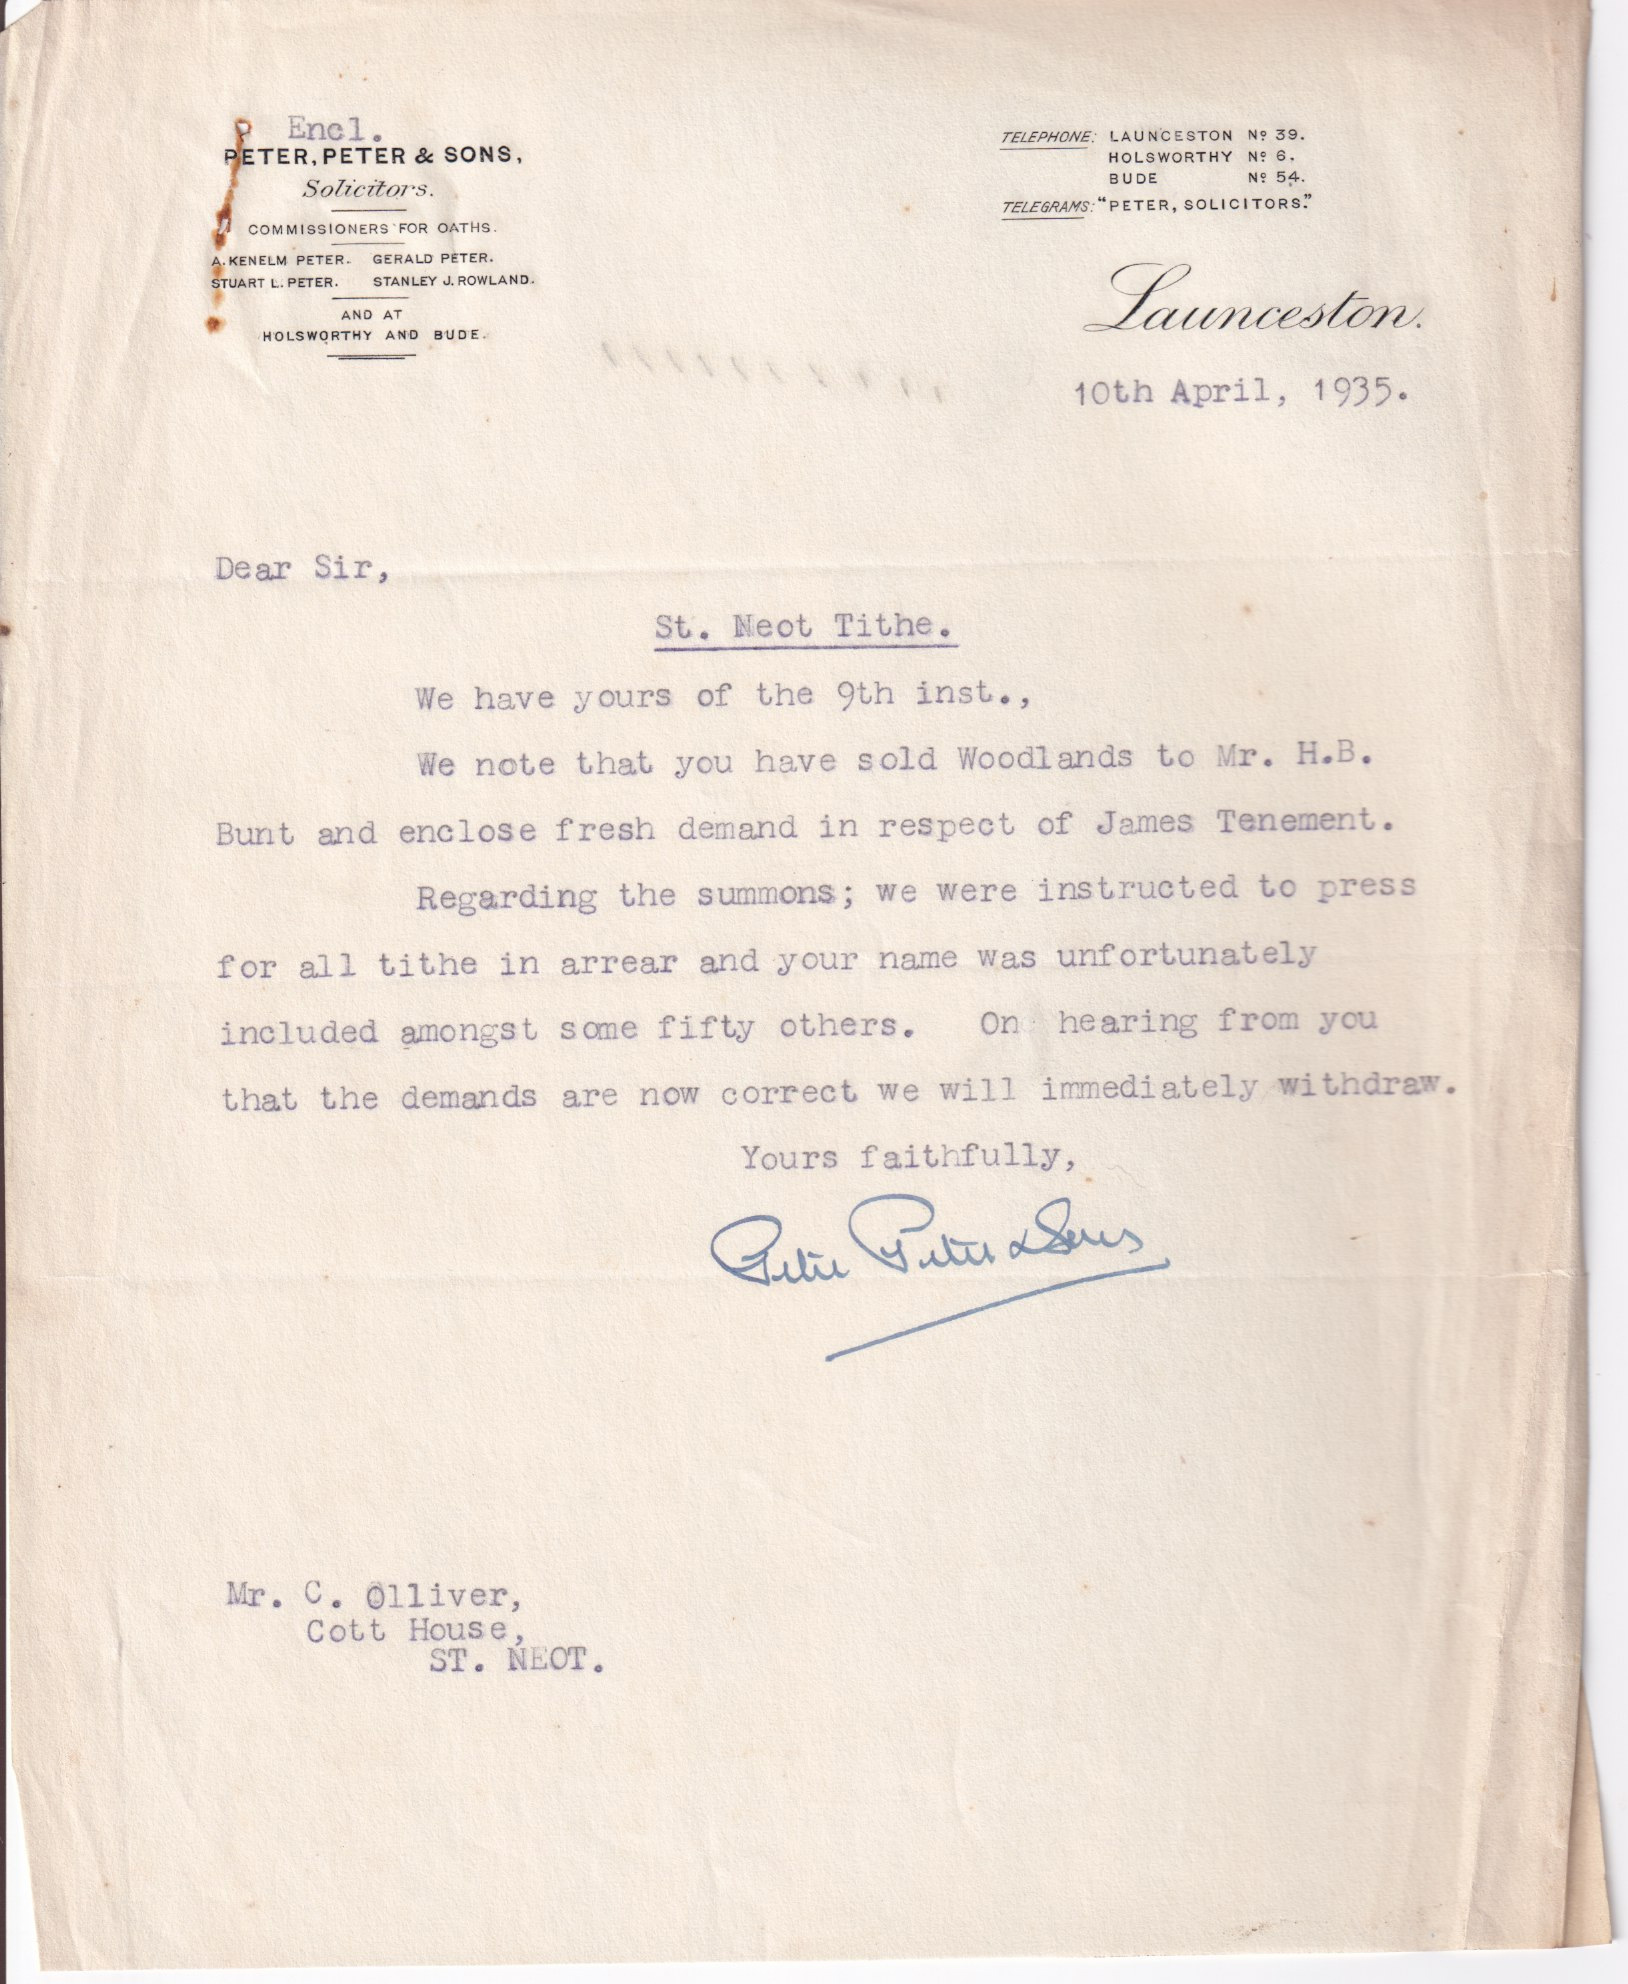 Encl.
PETER, PETER & SONS,
Solicitors.
COMMISSIONERS FOR OATHS.
A. KENELM PETER. GERALD PETER.
STUART L. PETER. STANLEY J. ROWLAND.
AND AT
HOLSWORTHY AND BUDE.
TELEPHONE: LAUNCESTON Nº 39.
HOLSWORTHY Nº 6.
BUDE Nº 54.
TELEGRAMS: "PETER, SOLICITORS."
Launceston.
10th April, 1935.
Dear Sir,
St. Neot Tithe.
We have yours of the 9th inst.,
We note that you have sold Woodlands to Mr. H.B.
Bunt and enclose fresh demand in respect of James Tenement.
Regarding the summons; we were instructed to press
for all tithe in arrear and your name was unfortunately
included amongst some fifty others. On hearing from you
that the demands are now correct we will immediately withdraw.
Yours faithfully,
Peter Peter & Sons
Mr. C. Olliver,
Cott House,
ST. NEOT.